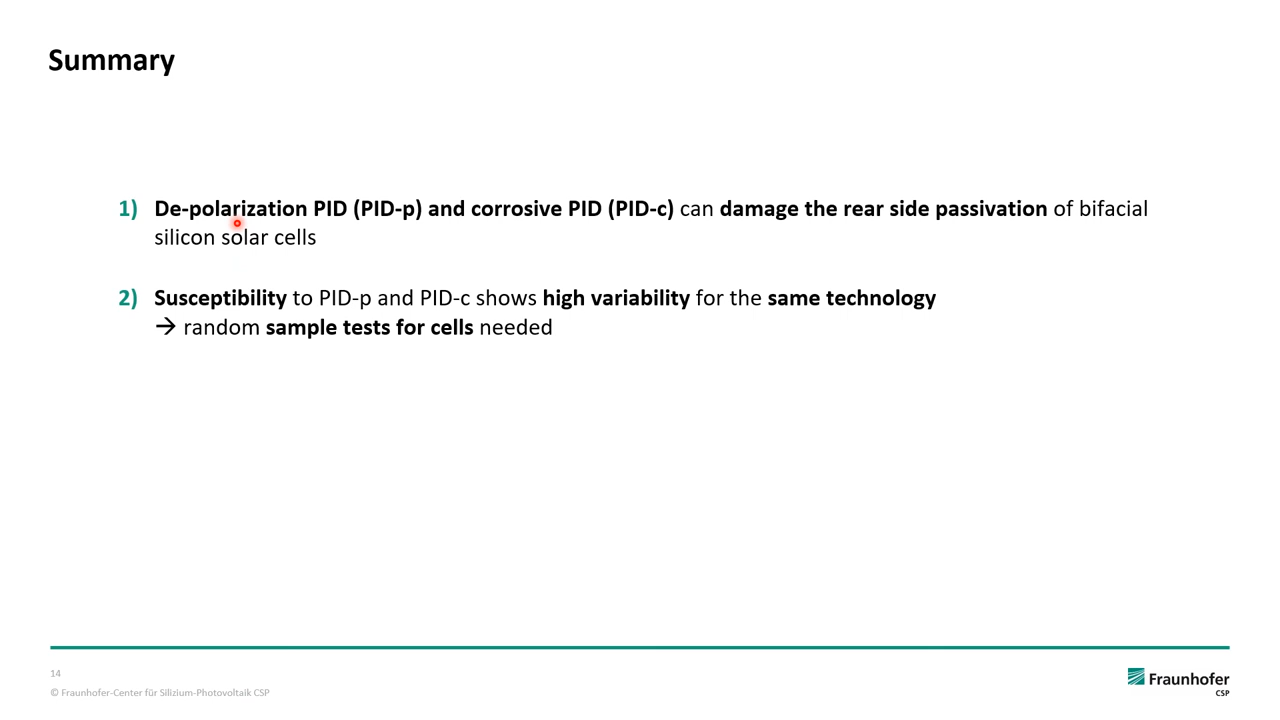 Summary
1) De-polarization PID (PID-p) and corrosive PID (PID-c) can damage the rear side passivation of bifacial
silicon solar cells
2) Susceptibility to PID-p and PID-c shows high variability for the same technology
→ random sample tests for cells needed
14
© Fraunhofer-Center für Silizium-Photovoltaik CSP
Fraunhofer
CSP